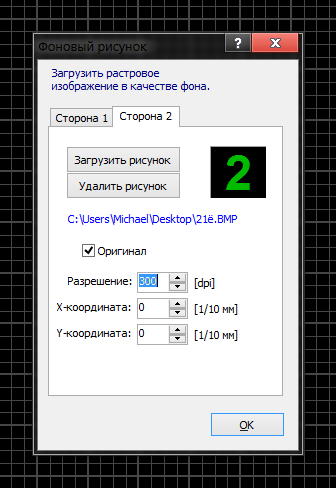 Фоновый рисунок
Загрузить растровое
изображение в качестве фона.
Сторона 1 Сторона 2
Загрузить рисунок
Удалить рисунок
2
C:\Users\Michael\Desktop\21ё.BMP
Оригинал
Разрешение: 300 [dpi]
X-координата: 0 [1/10 мм]
Y-координата: 0 [1/10 мм]
OK